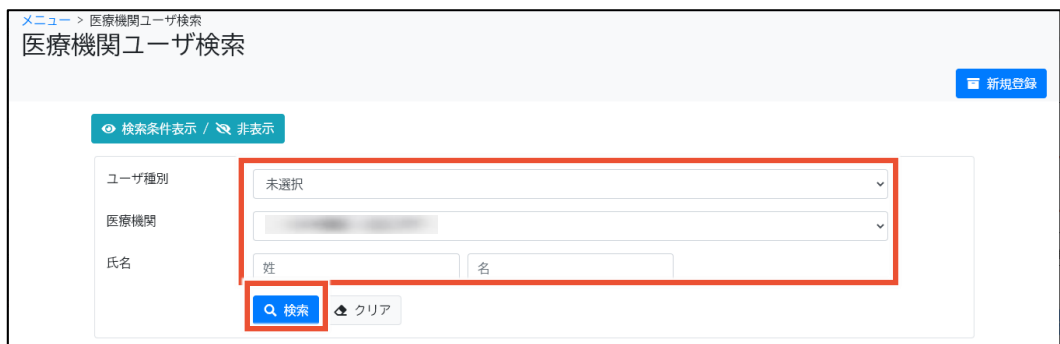 メニュー > 医療機関ユーザ検索
医療機関ユーザ検索
新規登録
検索条件表示 / 非表示
ユーザ種別
未選択
医療機関
氏名
姓 名
検索 クリア